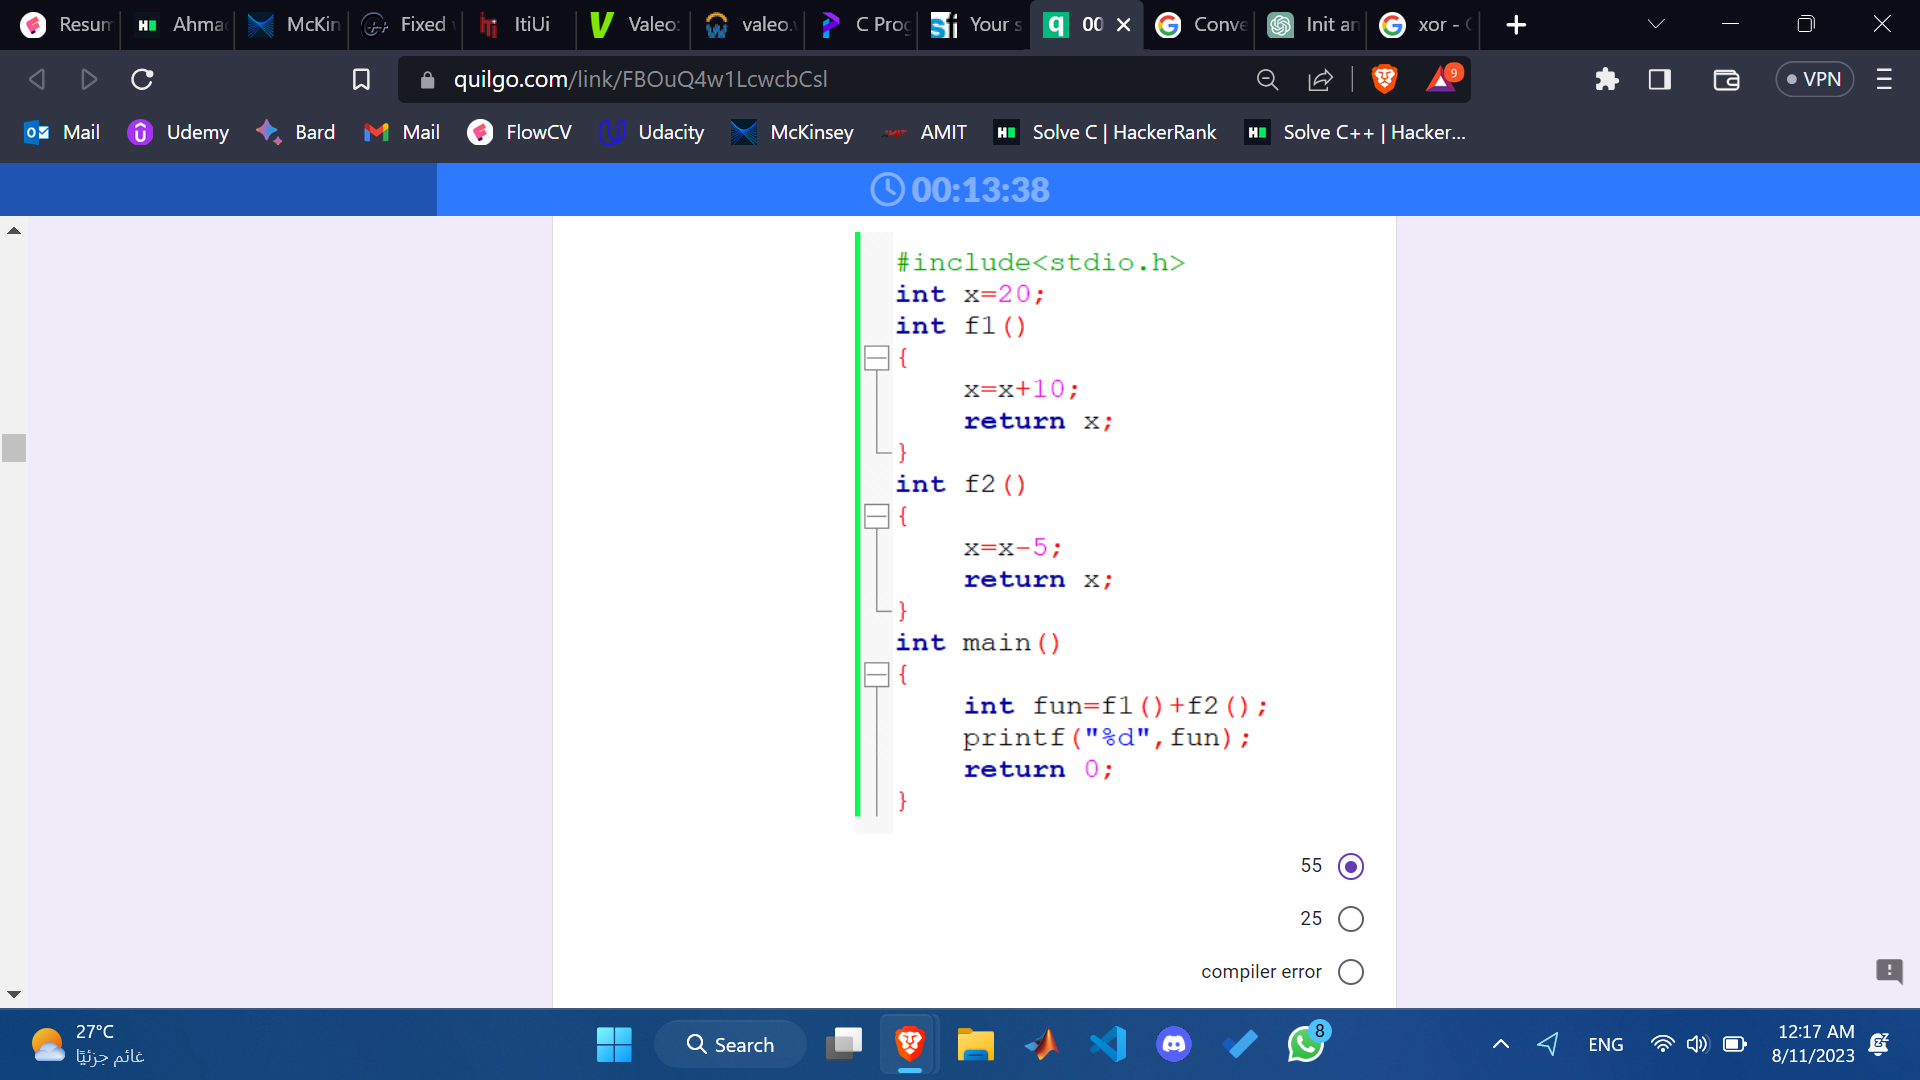 Resum
Ahma
McKin
Fixed
ItiUi
Valeo:
valeo.
C Prog
Your s
00
Conve
Init an
xor -
quilgo.com/link/FBOuQ4w1LcwcbCsl
9
VPN
Mail
Udemy
Bard
Mail
FlowCV
Udacity
McKinsey
AMIT
Solve C | HackerRank
Solve C++ | Hacker...
00:13:38
#include<stdio.h>
int x=20;
int f1()
{
x=x+10;
return x;
}
int f2()
{
x=x-5;
return x;
}
int main()
{
int fun=f1()+f2();
printf("%d",fun);
return 0;
}
55
25
compiler error
27°C
غائم جزئيًا
Search
8
ENG
12:17 AM
8/11/2023